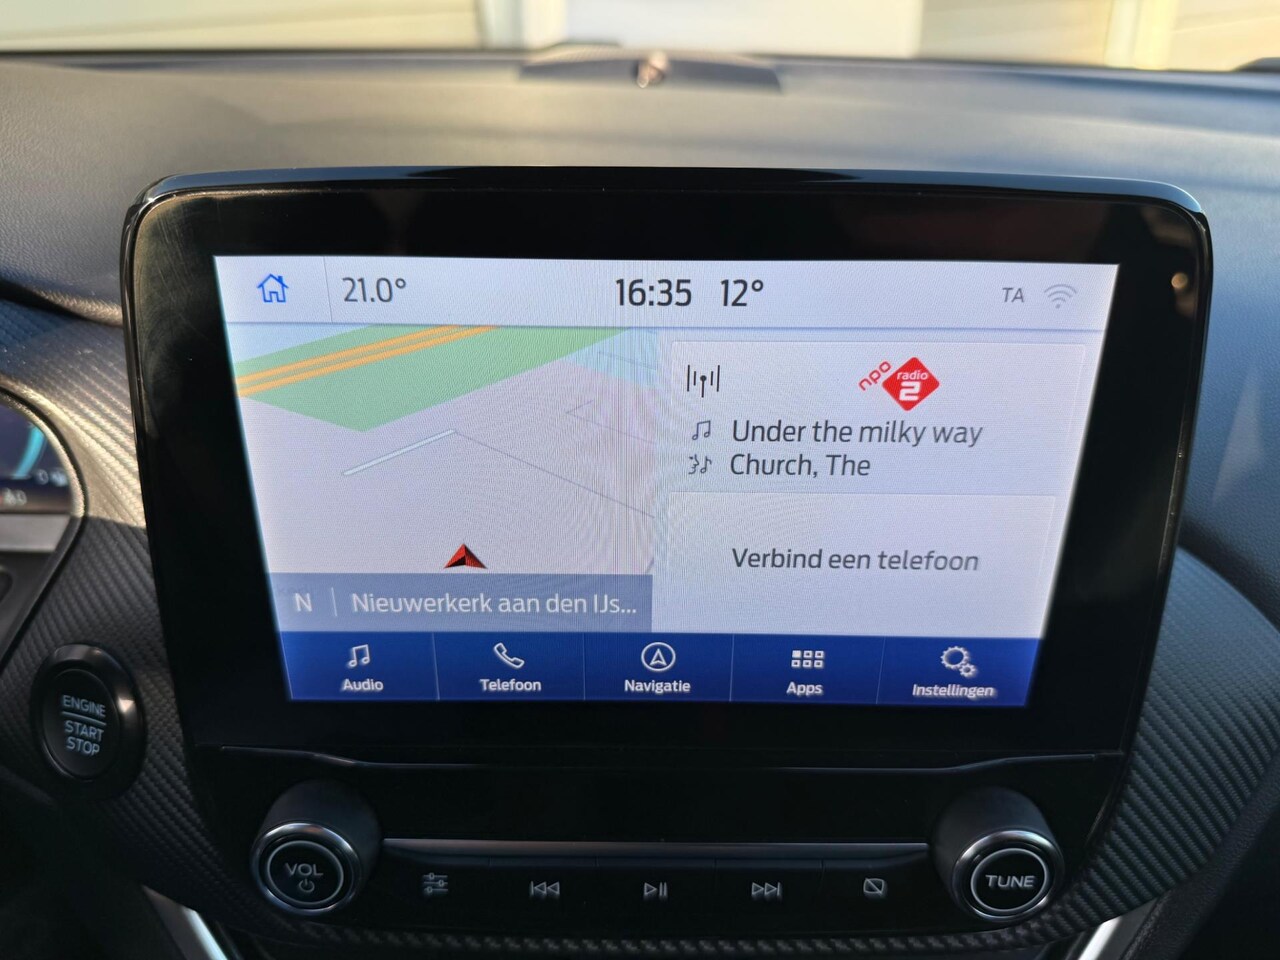 21.0°
16:35 12°
TA
npo radio 2
Under the milky way
Church, The
Verbind een telefoon
N
Nieuwerkerk aan den IJs...
Audio
Telefoon
Navigatie
Apps
Instellingen
ENGINE
START
STOP
VOL
TUNE